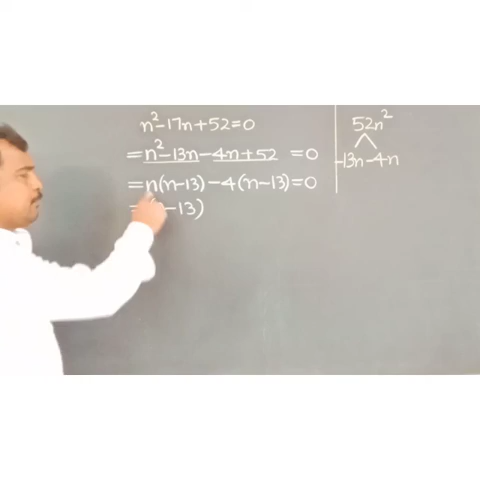 n²-17n+52=0
= n²-13n-4n+52 =0
= n(n-13)-4(n-13)=0
= -13)
52n²
-13n-4n